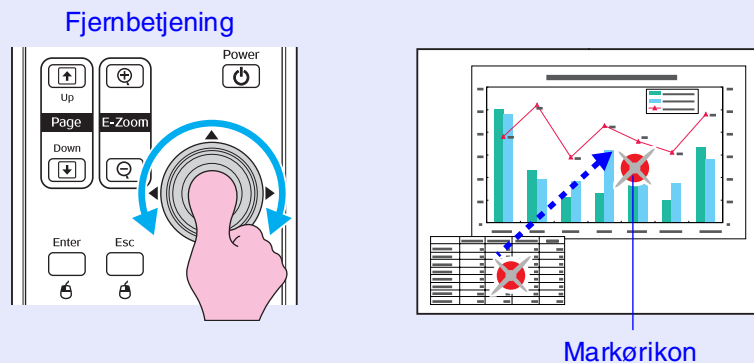 Fjernbetjening
Power
Up
Page
E-Zoom
Down
Enter
Esc
Markørikon